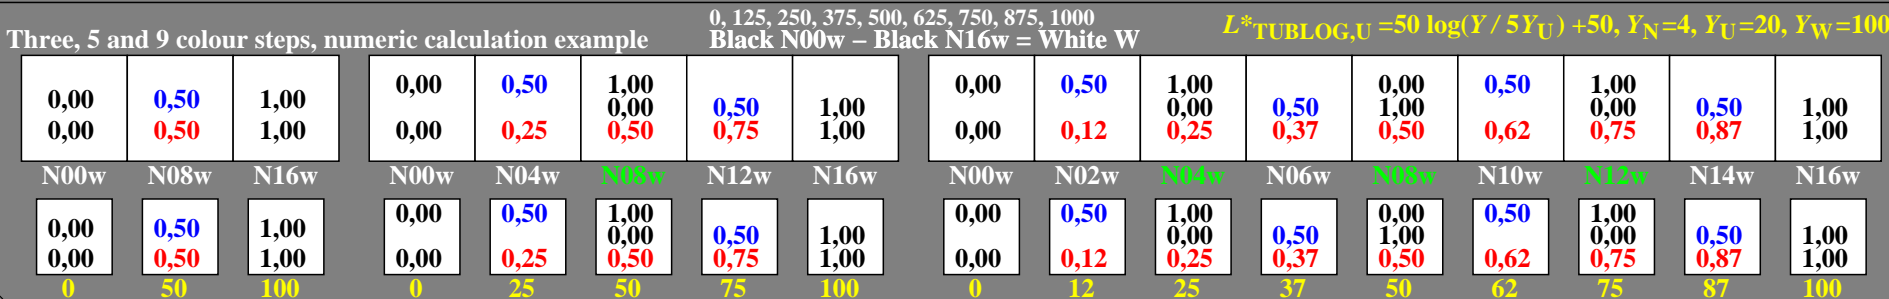 0, 125, 250, 375, 500, 625, 750, 875, 1000
Three, 5 and 9 colour steps, numeric calculation example
Black N00w – Black N16w = White W
L*TUBLOG,U =50 log(Y / 5YU) +50, YN=4, YU=20, YW=100
0,00 0,50 1,00
0,00 0,50 1,00
N00w N08w N16w
0,00 0,50 1,00
0,00 0,50 1,00
0 50 100
0,00 0,50 1,00
0,00 0,50 1,00
0,00 0,25 0,50 0,75 1,00
N00w N04w N08w N12w N16w
0,00 0,50 1,00
0,00 0,50 1,00
0,00 0,25 0,50 0,75 1,00
0 25 50 75 100
0,00 0,50 1,00 0,00 0,50 1,00
0,00 0,50 1,00 0,00 0,50 1,00
0,00 0,12 0,25 0,37 0,50 0,62 0,75 0,87 1,00
N00w N02w N04w N06w N08w N10w N12w N14w N16w
0,00 0,50 1,00 0,00 0,50 1,00
0,00 0,50 1,00 0,00 0,50 1,00
0,00 0,12 0,25 0,37 0,50 0,62 0,75 0,87 1,00
0 12 25 37 50 62 75 87 100